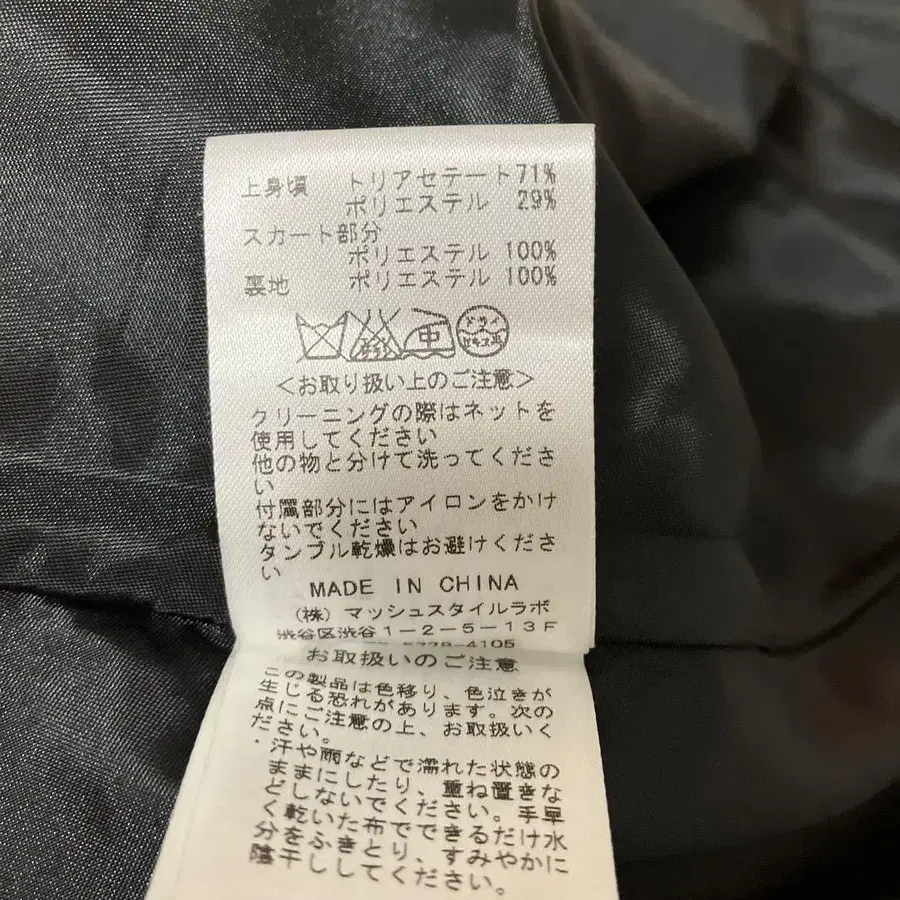 上身頃 トリアセテート71%
ポリエステル 29%
スカート部分
ポリエステル 100%
裏地 ポリエステル 100%
中
ドライ
<お取り扱い上のご注意>
クリーニングの際はネットを
使用してください
他の物と分けて洗ってくださ
い
付属部分にはアイロンをかけ
ないでください
タンブル乾燥はお避けくださ
い
MADE IN CHINA
(株) マッシュスタイルラボ
渋谷区渋谷1-2-5-13F
5778-4105
お取扱いのご注意
この製品は色移り、色泣きが
生じる恐れがあります。次の
点にご注意の上、お取扱いく
ださい。
・汗や雨などで濡れた状態の
ままにしたり、重ね置きな
どしないでください。手早
く乾いた布でできるだけ水
分をふきとり、すみやかに
陰干ししてください。